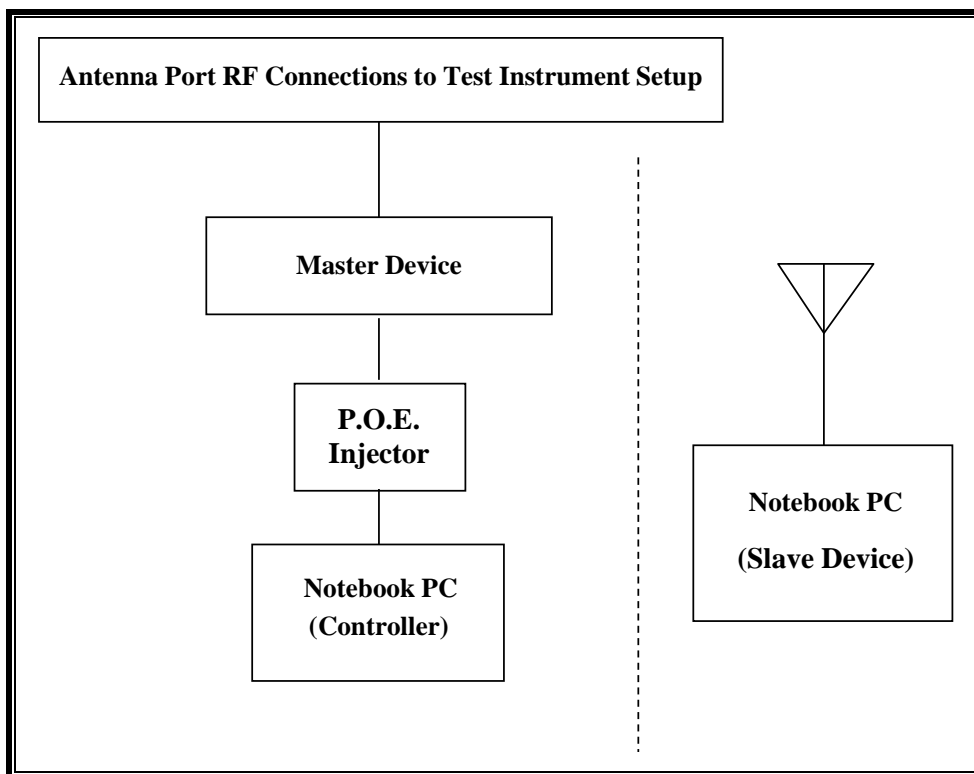 Antenna Port RF Connections to Test Instrument Setup
Master Device
P.O.E.
Injector
Notebook PC
(Controller)
Notebook PC
(Slave Device)